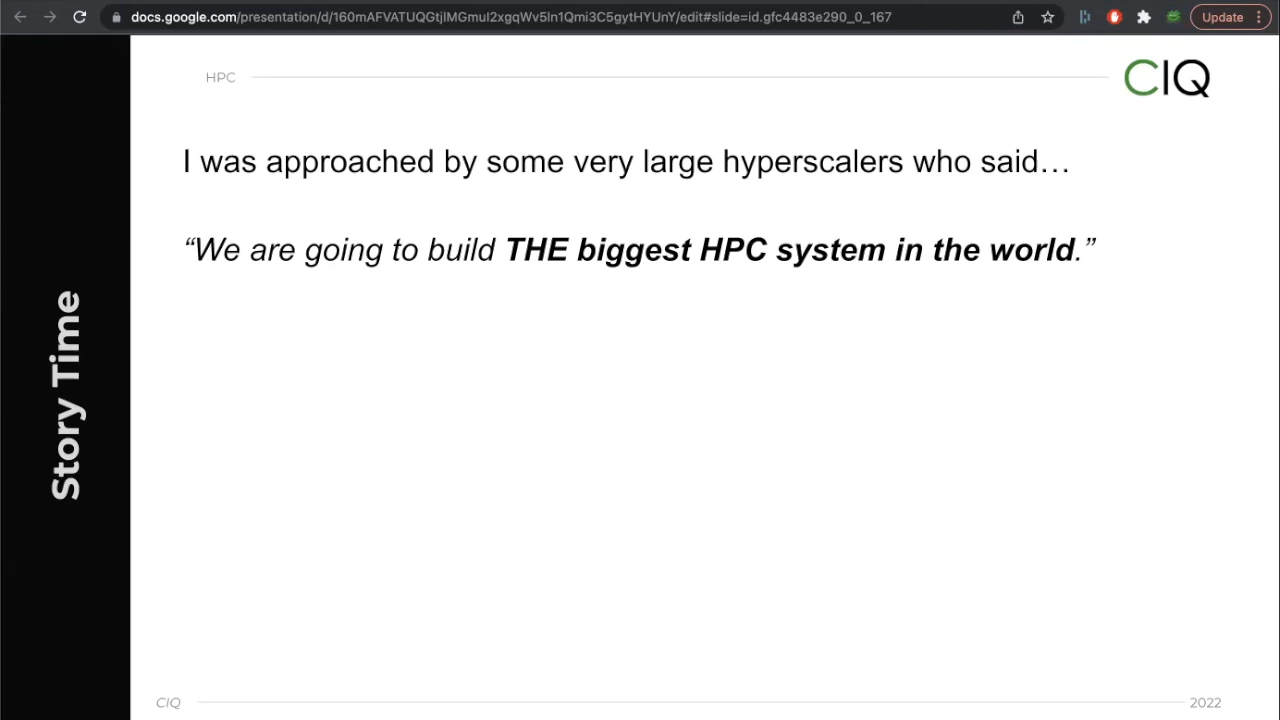 docs.google.com/presentation/d/160mAFVATUQGtjlMGmul2xgqWv5ln1Qmi3C5gytHYUnY/edit#slide=id.gfc4483e290_0_167
Update
HPC
CIQ
I was approached by some very large hyperscalers who said…
“We are going to build THE biggest HPC system in the world.”
Story Time
CIQ
2022